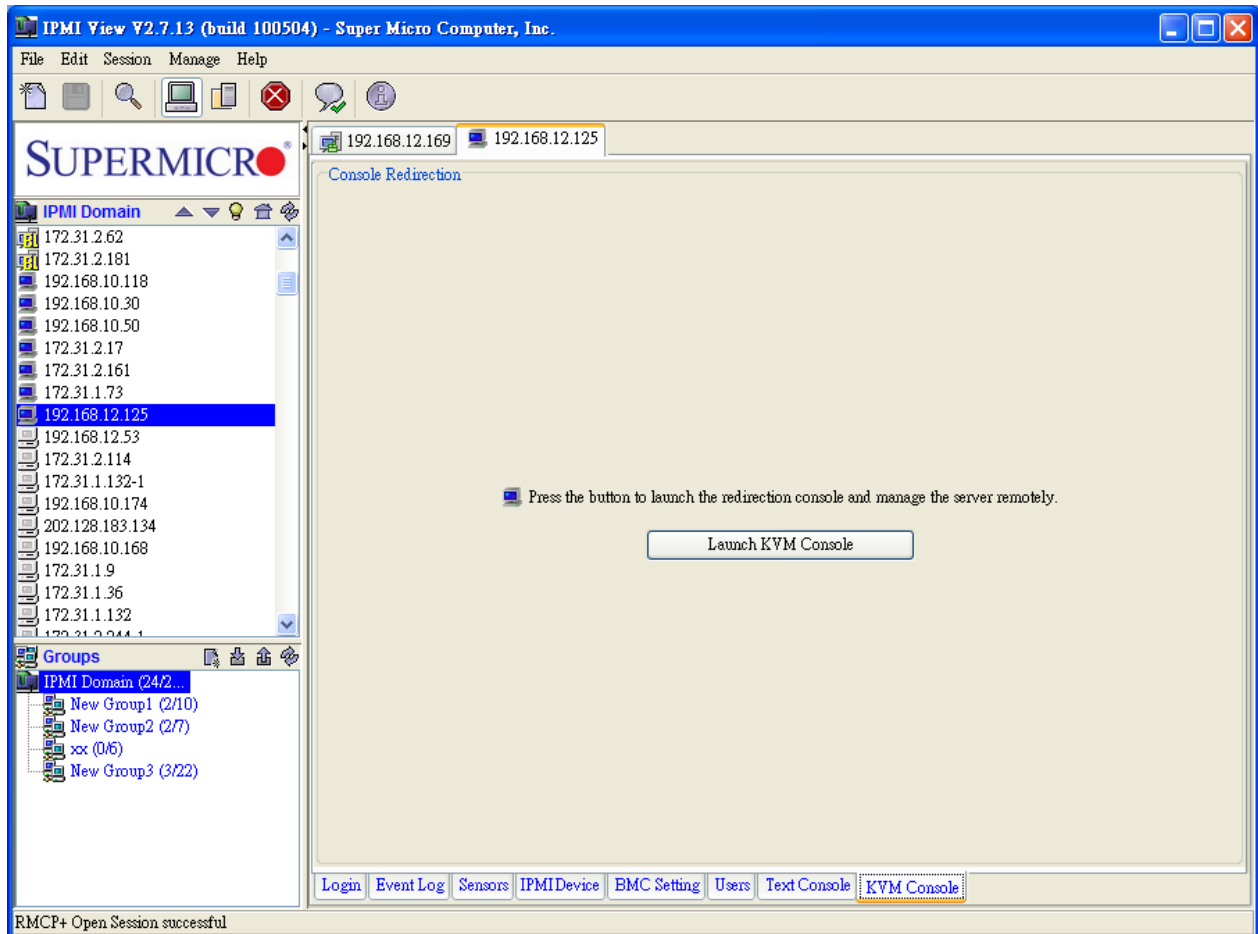 IPMI View V2.7.13 (build 100504) - Super Micro Computer, Inc.
File Edit Session Manage Help
SUPERMICRO
192.168.12.169
192.168.12.125
Console Redirection
IPMI Domain
172.31.2.62
172.31.2.181
192.168.10.118
192.168.10.30
192.168.10.50
172.31.2.17
172.31.2.161
172.31.1.73
192.168.12.125
192.168.12.53
172.31.2.114
172.31.1.132-1
192.168.10.174
202.128.183.134
192.168.10.168
172.31.1.9
172.31.1.36
172.31.1.132
172.31.2.244-1
Press the button to launch the redirection console and manage the server remotely.
Launch KVM Console
Groups
IPMI Domain (24/2...
New Group1 (2/10)
New Group2 (2/7)
xx (0/6)
New Group3 (3/22)
Login Event Log Sensors IPMI Device BMC Setting Users Text Console KVM Console
RMCP+ Open Session successful